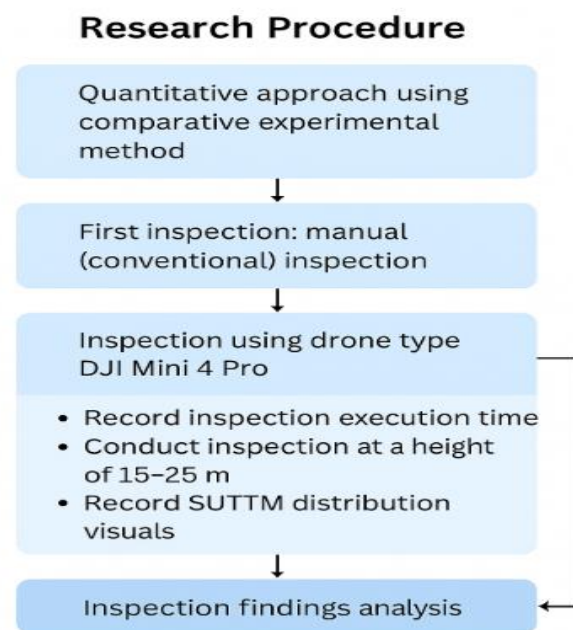 Research Procedure
Quantitative approach using
comparative experimental
method
First inspection: manual
(conventional) inspection
Inspection using drone type
DJI Mini 4 Pro
• Record inspection execution time
• Conduct inspection at a height
of 15–25 m
• Record SUTTM distribution
visuals
Inspection findings analysis